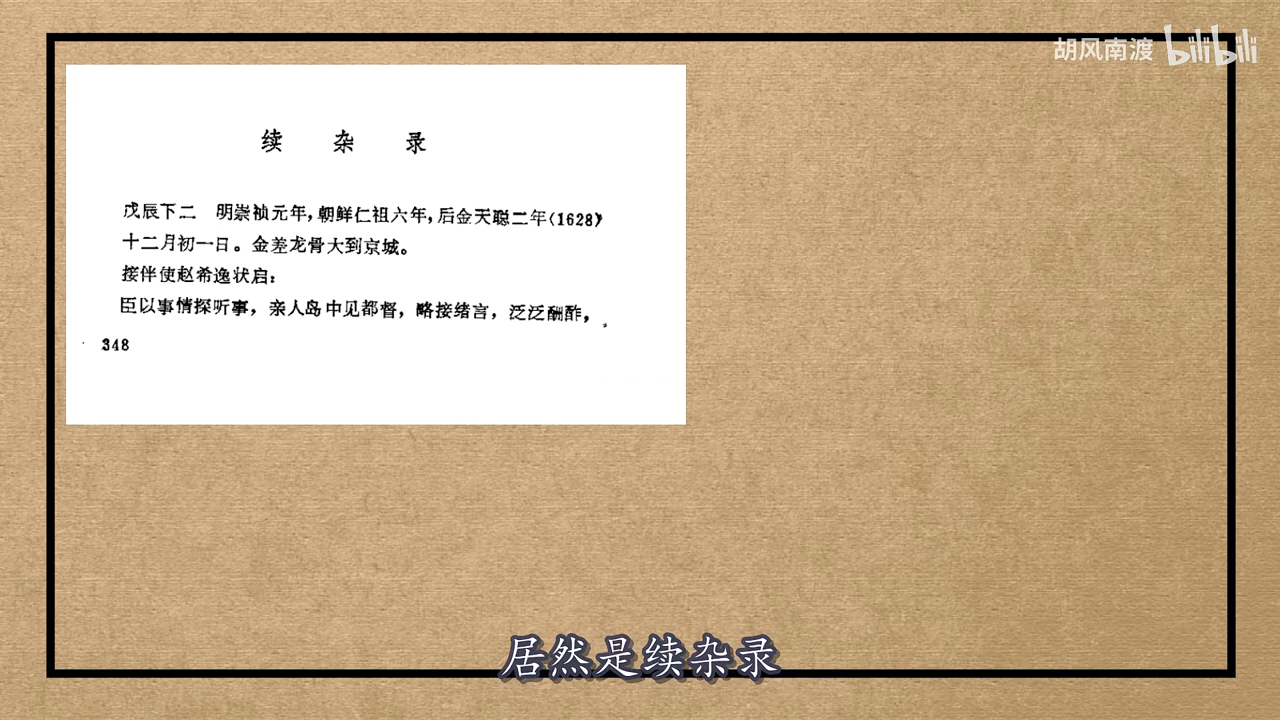 胡风南渡 bilibili
续杂录
戊辰下二 明崇祯元年，朝鲜仁祖六年，后金天聪二年（1628）
十二月初一日。金差龙骨大到京城。
接伴使赵希逸状启：
臣以事情探听事，亲人岛中见都督，略接绪言，泛泛酬酢，
348
居然是续杂录